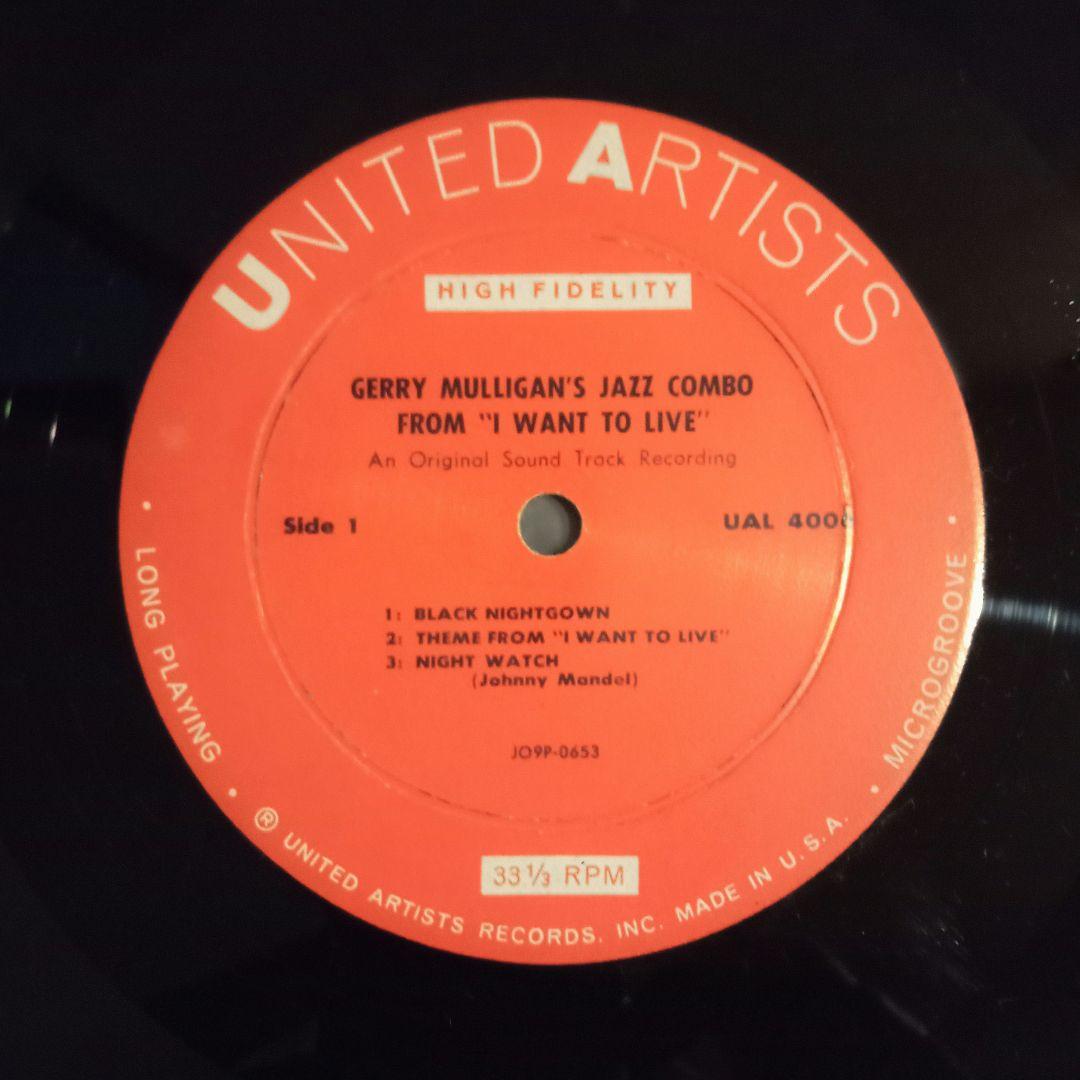 UNITED ARTISTS
HIGH FIDELITY
GERRY MULLIGAN'S JAZZ COMBO
FROM "I WANT TO LIVE"
An Original Sound Track Recording
Side 1
UAL
1: BLACK NIGHTGOWN
2: THEME FROM "I WANT TO LIVE"
3: NIGHT WATCH
(Johnny Mandel)
JO9P-0653
33 1/3 RPM
• LONG PLAYING • ® UNITED ARTISTS RECORDS, INC. MADE IN U.S.A. • MICROGROOVE •